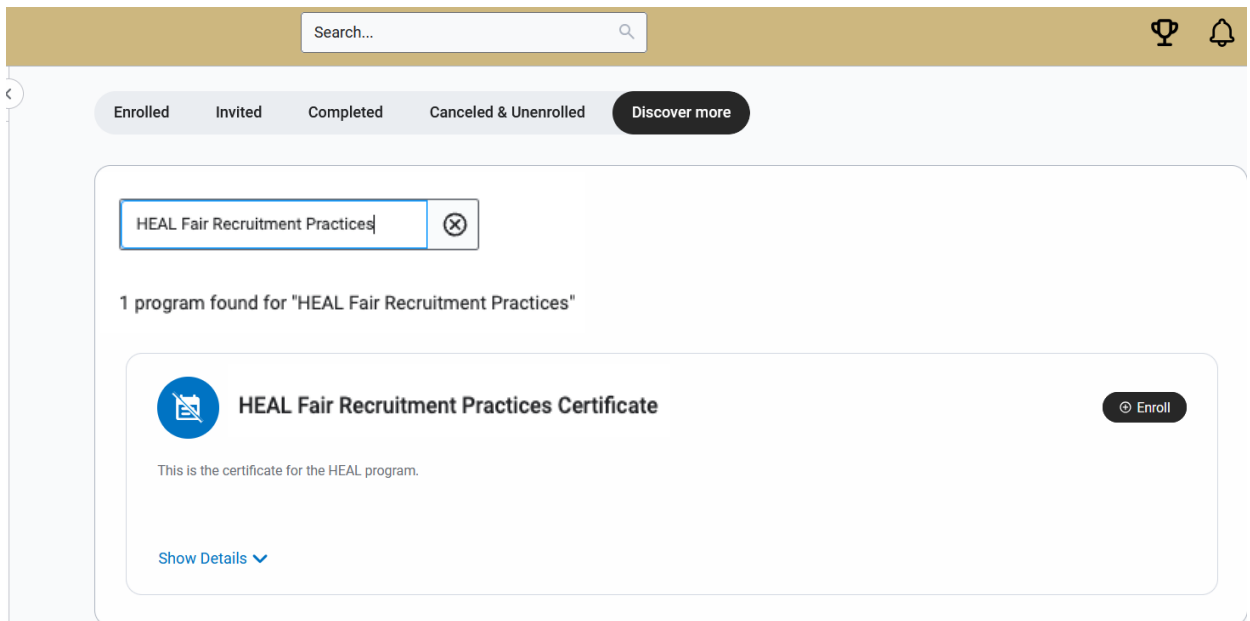 Search...
Enrolled Invited Completed Canceled & Unenrolled Discover more
HEAL Fair Recruitment Practices
1 program found for "HEAL Fair Recruitment Practices"
HEAL Fair Recruitment Practices Certificate
Enroll
This is the certificate for the HEAL program.
Show Details